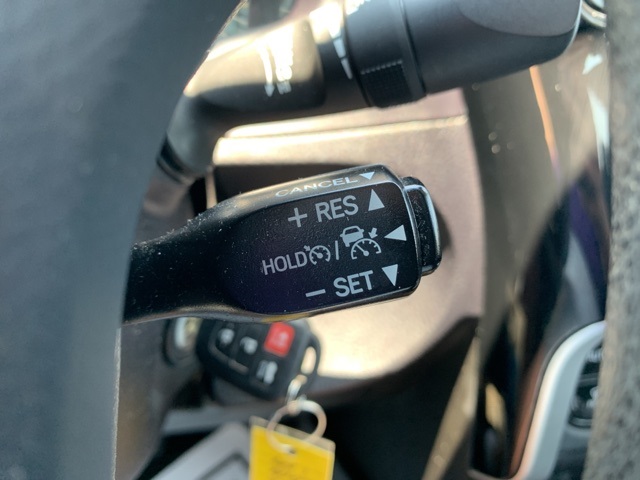 CANCEL
+ RES
HOLD /
− SET